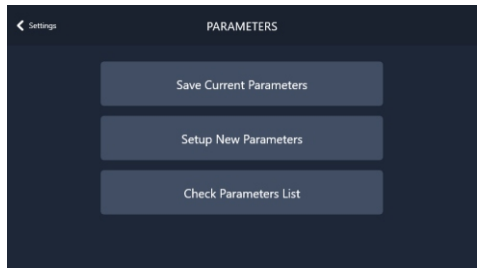 Settings
PARAMETERS
Save Current Parameters
Setup New Parameters
Check Parameters List